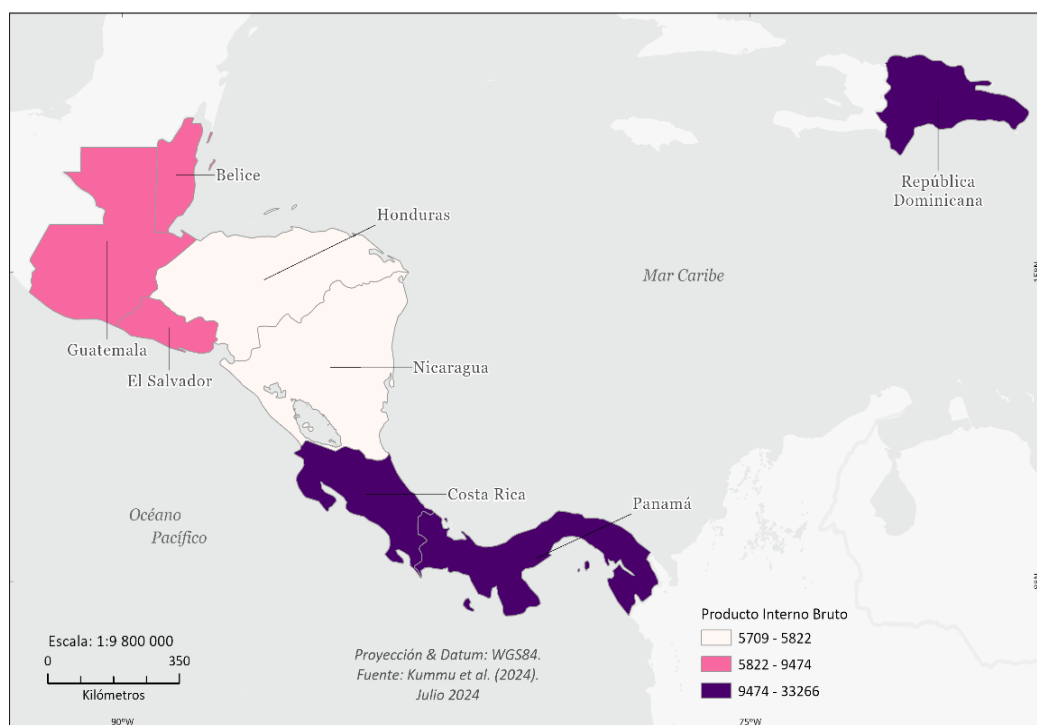 Belice
Honduras
República
Dominicana
Mar Caribe
15°N
Guatemala
El Salvador
Nicaragua
Costa Rica
Panamá
Océano
Pacífico
Producto Interno Bruto
5709 - 5822
5822 - 9474
9474 - 33266
Escala: 1:9 800 000
0 350
Kilómetros
Proyección & Datum: WGS84.
Fuente: Kummu et al. (2024).
Julio 2024
90°W
75°W